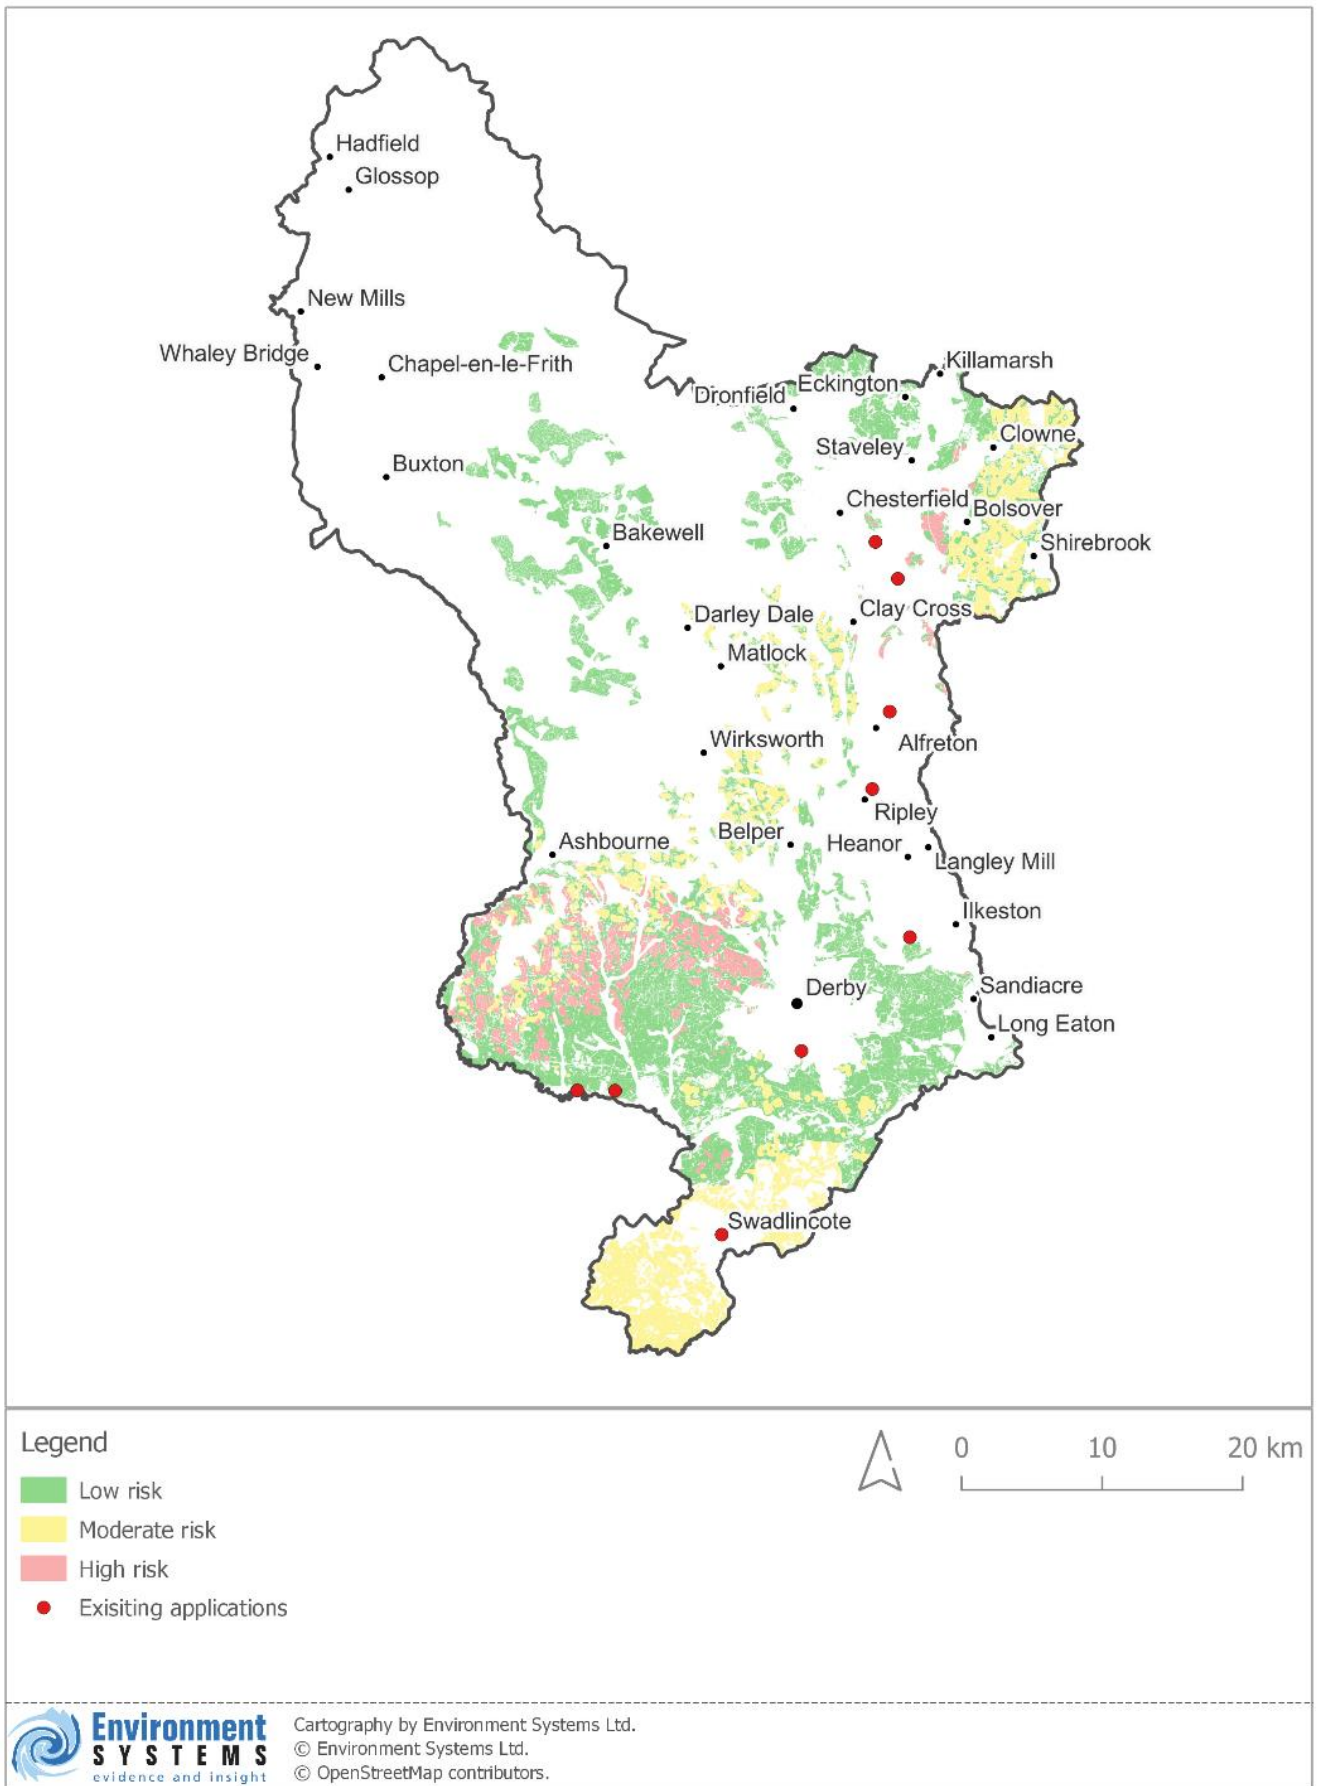 Hadfield
Glossop
New Mills
Whaley Bridge
Chapel-en-le-Frith
Killamarsh
Eckington
Dronfield
Clowne
Staveley
Buxton
Chesterfield
Bolsover
Bakewell
Shirebrook
Clay Cross
Darley Dale
Matlock
Wirksworth
Alfreton
Ripley
Belper
Heanor
Ashbourne
Langley Mill
Ilkeston
Derby
Sandiacre
Long Eaton
Swadlincote
Legend
0 10 20 km
Low risk
Moderate risk
High risk
Exisiting applications
Environment
SYSTEMS
evidence and insight
Cartography by Environment Systems Ltd.
© Environment Systems Ltd.
© OpenStreetMap contributors.